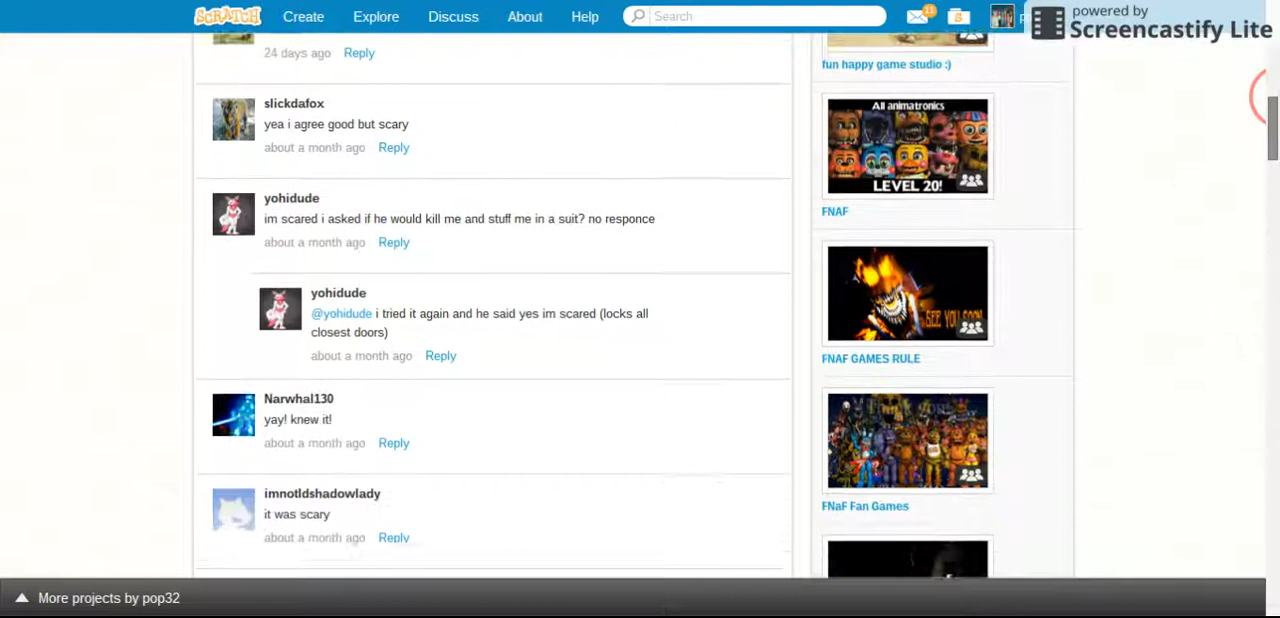 SCRATCH Create Explore Discuss About Help Search 11 S
powered by
Screencastify Lite
24 days ago Reply
slickdafox
yea i agree good but scary
about a month ago Reply
yohidude
im scared i asked if he would kill me and stuff me in a suit? no responce
about a month ago Reply
yohidude
@yohidude i tried it again and he said yes im scared (locks all
closest doors)
about a month ago Reply
Narwhal130
yay! knew it!
about a month ago Reply
imnotldshadowlady
it was scary
about a month ago Reply
fun happy game studio :)
All animatronics
LEVEL 20!
FNAF
SEE YOU SOON
FNAF GAMES RULE
FNaF Fan Games
More projects by pop32